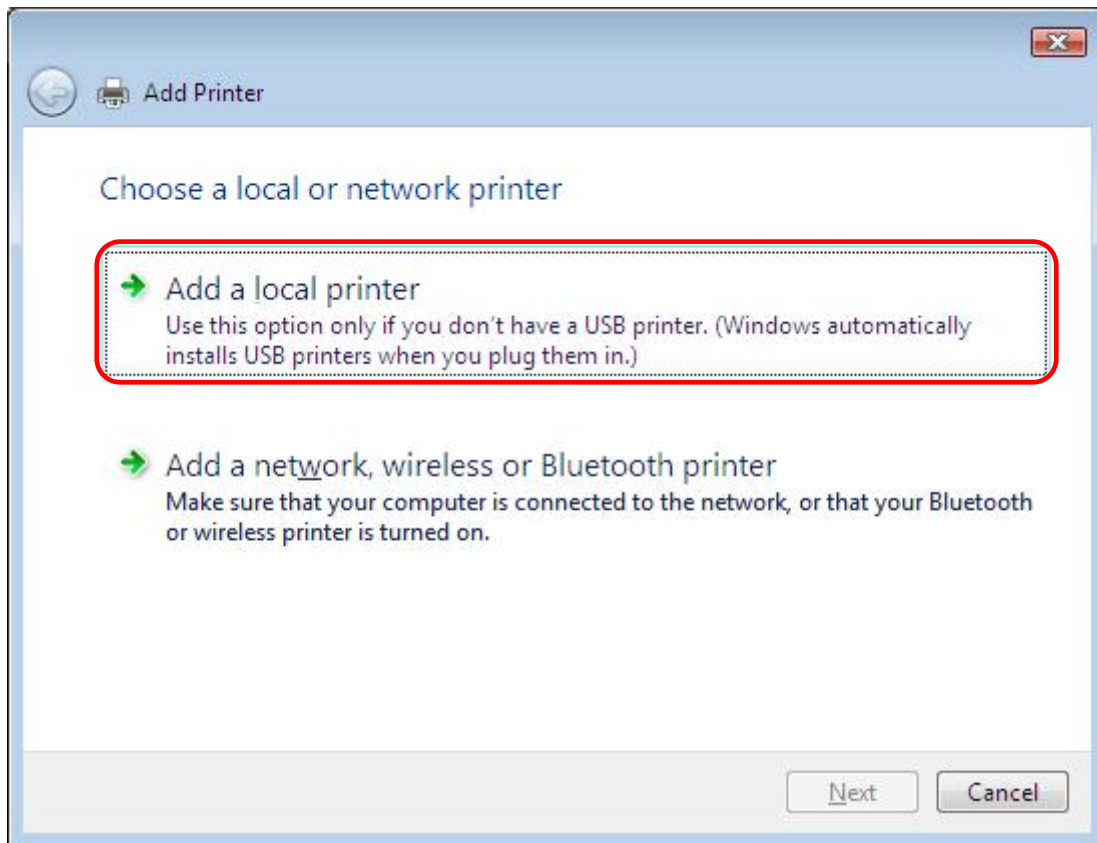 Add Printer
Choose a local or network printer
Add a local printer
Use this option only if you don't have a USB printer. (Windows automatically
installs USB printers when you plug them in.)
Add a network, wireless or Bluetooth printer
Make sure that your computer is connected to the network, or that your Bluetooth
or wireless printer is turned on.
Next
Cancel